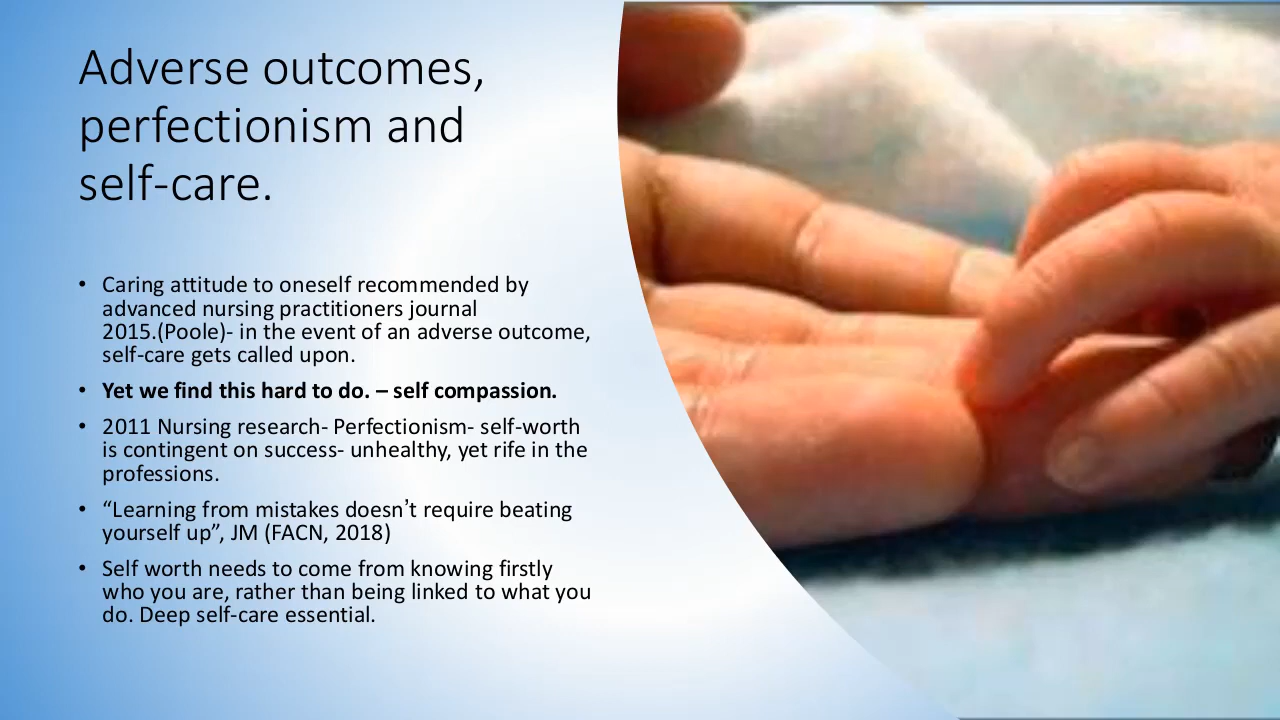 Adverse outcomes,
perfectionism and
self-care.
• Caring attitude to oneself recommended by
advanced nursing practitioners journal
2015.(Poole)- in the event of an adverse outcome,
self-care gets called upon.
• Yet we find this hard to do. – self compassion.
• 2011 Nursing research- Perfectionism- self-worth
is contingent on success- unhealthy, yet rife in the
professions.
• “Learning from mistakes doesn’t require beating
yourself up”, JM (FACN, 2018)
• Self worth needs to come from knowing firstly
who you are, rather than being linked to what you
do. Deep self-care essential.